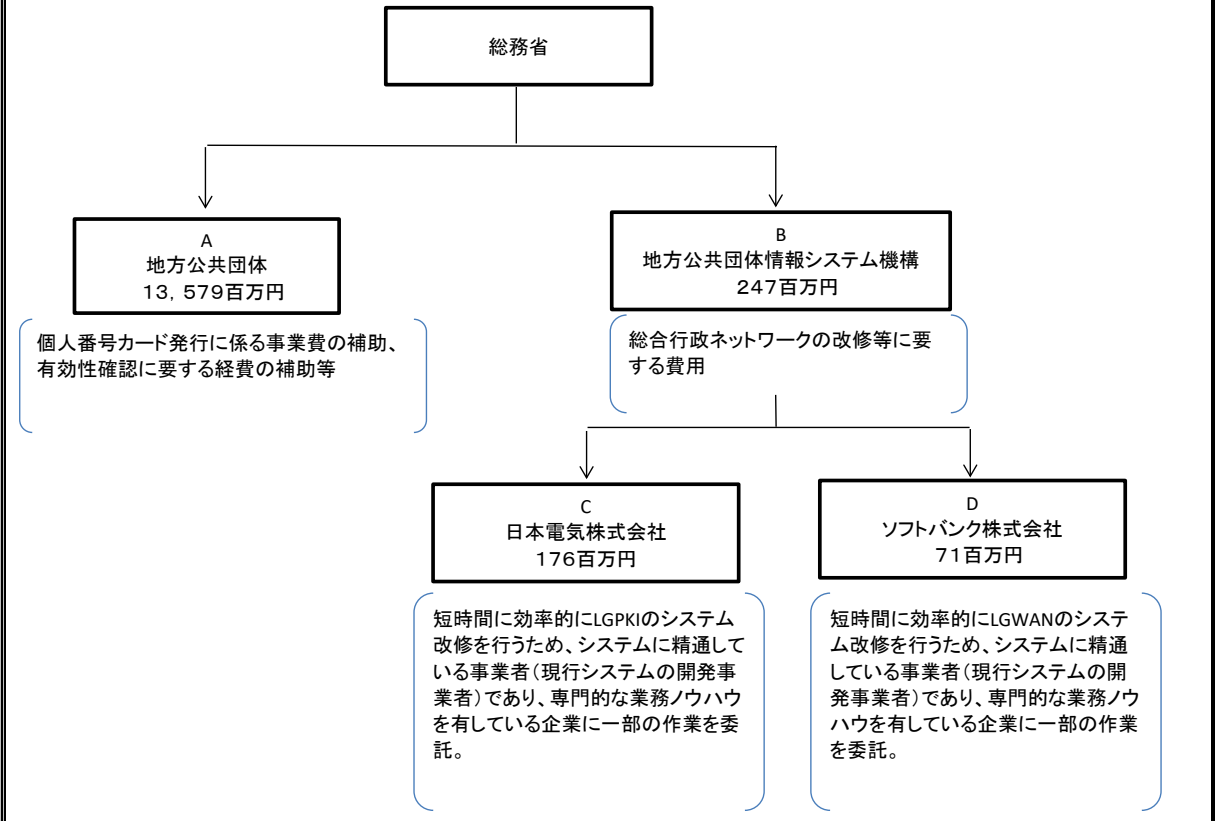 総務省
A
地方公共団体
13,579百万円
個人番号カード発行に係る事業費の補助、
有効性確認に要する経費の補助等
B
地方公共団体情報システム機構
247百万円
総合行政ネットワークの改修等に要
する費用
C
日本電気株式会社
176百万円
短時間に効率的にLGPKIのシステム
改修を行うため、システムに精通して
いる事業者(現行システムの開発事
業者)であり、専門的な業務ノウハウ
を有している企業に一部の作業を委
託。
D
ソフトバンク株式会社
71百万円
短時間に効率的にLGWANのシステ
ム改修を行うため、システムに精通
している事業者(現行システムの開
発事業者)であり、専門的な業務ノウ
ハウを有している企業に一部の作業
を委託。